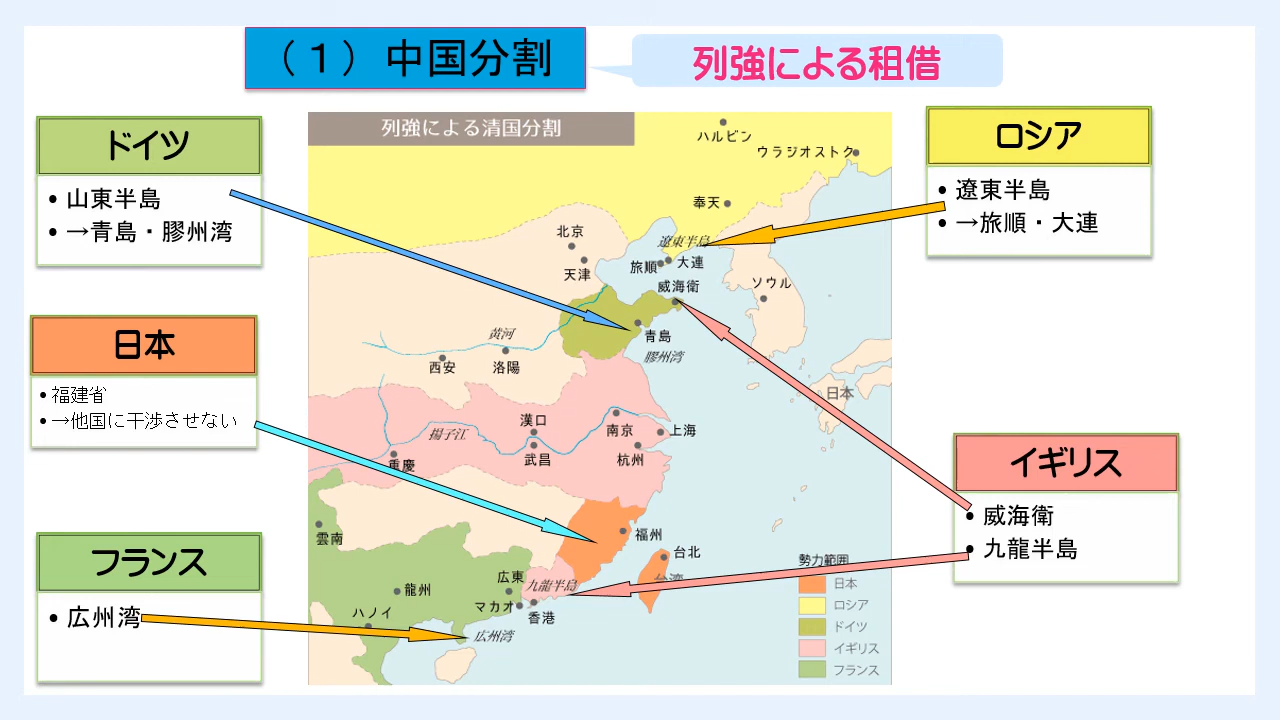 （１）中国分割
列強による租借
ドイツ
• 山東半島
• →青島・膠州湾
日本
• 福建省
• →他国に干渉させない
フランス
• 広州湾
列強による清国分割
ハルビン
ウラジオストク
奉天
北京
遼東半島
天津
旅順
大連
威海衛
ソウル
黄河
青島
膠州湾
西安
洛陽
日本
漢口
揚子江
南京
上海
重慶
武昌
杭州
雲南
福州
台北
台湾
広東
九龍半島
龍州
マカオ
香港
ハノイ
広州湾
勢力範囲
日本
ロシア
ドイツ
イギリス
フランス
ロシア
• 遼東半島
• →旅順・大連
イギリス
• 威海衛
• 九龍半島